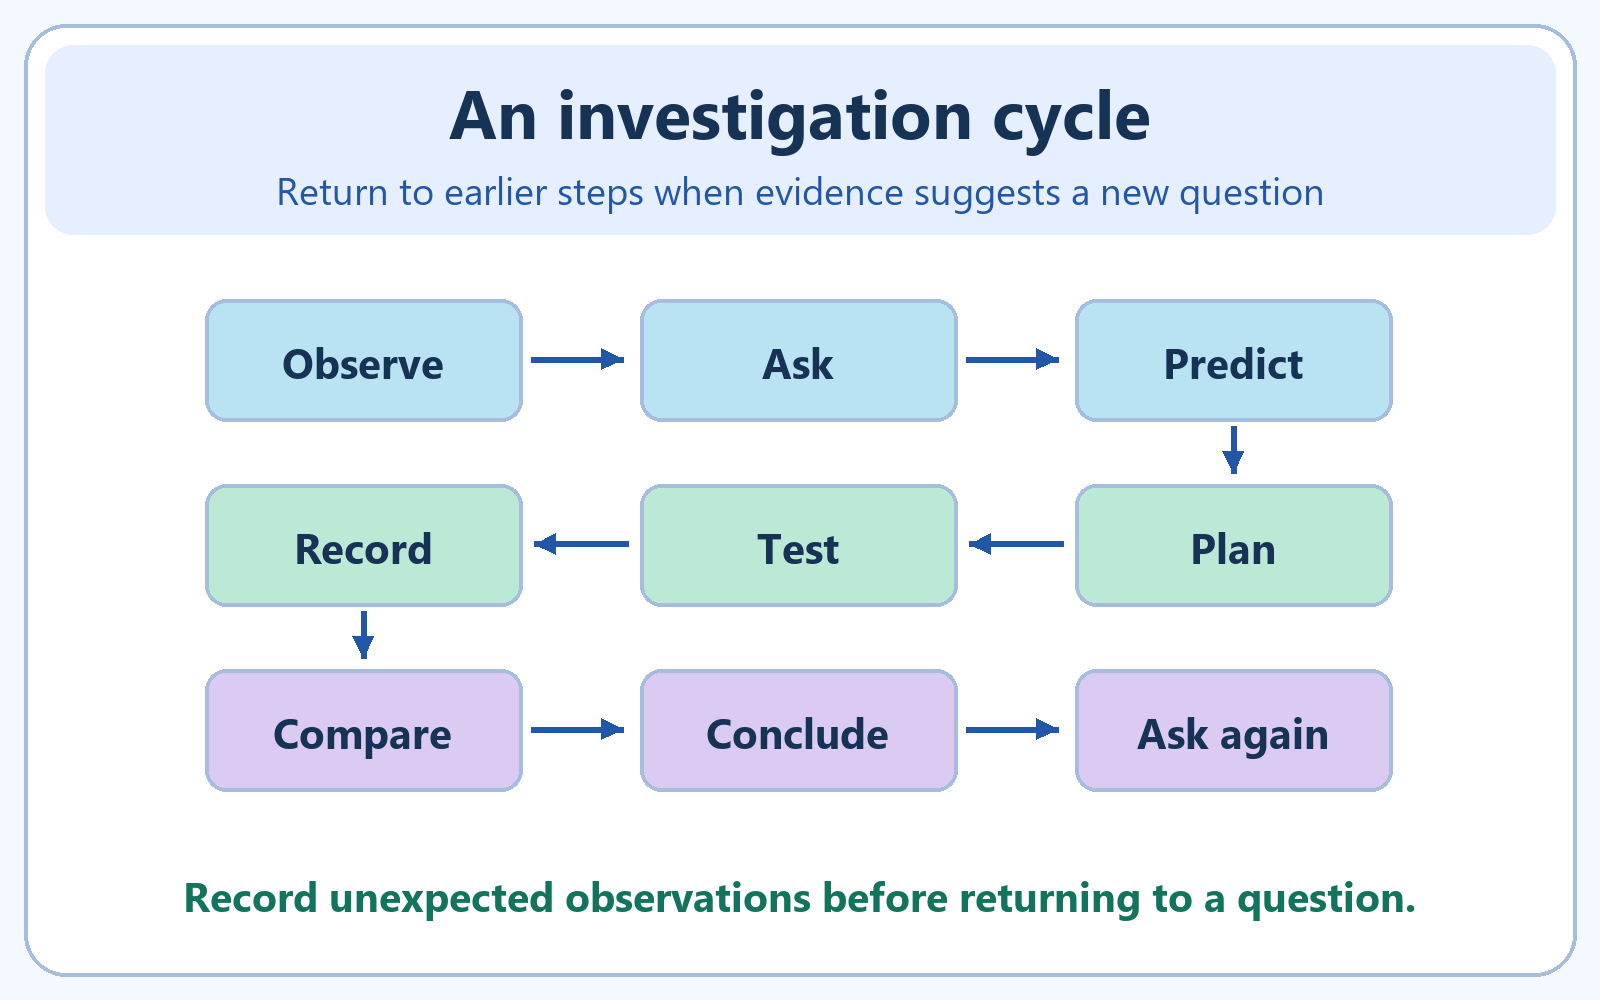 An investigation cycle
Return to earlier steps when evidence suggests a new question
Observe
Ask
Predict
Record
Test
Plan
Compare
Conclude
Ask again
Record unexpected observations before returning to a question.